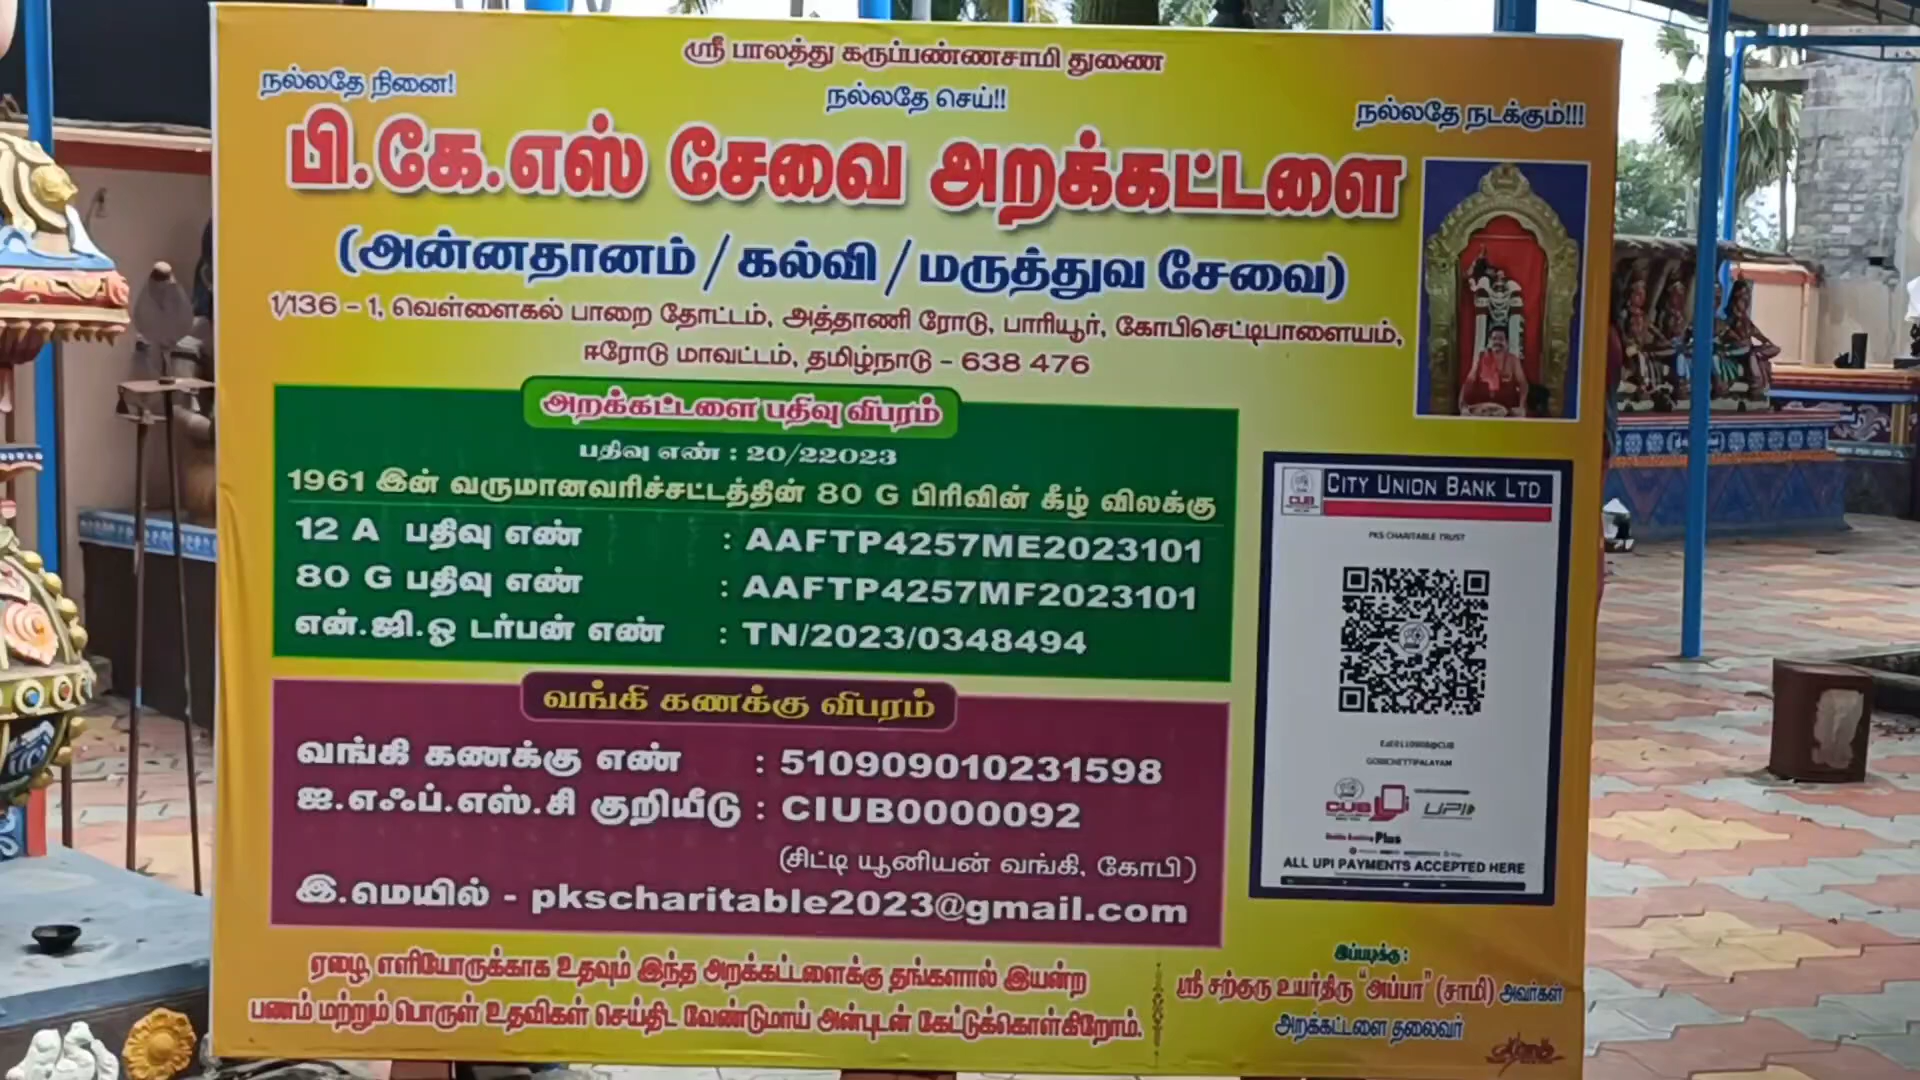 ஸ்ரீ பாலத்து கருப்பண்ணசாமி துணை
நல்லதே நினை!
நல்லதே செய்!!
நல்லதே நடக்கும்!!!
பி.கே.எஸ் சேவை அறக்கட்டளை
(அன்னதானம் / கல்வி / மருத்துவ சேவை)
1/136 - 1, வெள்ளைகல் பாறை தோட்டம், அத்தாணி ரோடு, பாரியூர், கோபிசெட்டிபாளையம்,
ஈரோடு மாவட்டம், தமிழ்நாடு - 638 476
அறக்கட்டளை பதிவு விபரம்
பதிவு எண் : 20/22023
1961 இன் வருமானவரிச்சட்டத்தின் 80 G பிரிவின் கீழ் விலக்கு
12 A பதிவு எண் : AAFTP4257ME2023101
80 G பதிவு எண் : AAFTP4257MF2023101
என்.ஜி.ஓ டர்பன் எண் : TN/2023/0348494
வங்கி கணக்கு விபரம்
வங்கி கணக்கு எண் : 510909010231598
ஐ.எஃப்.எஸ்.சி குறியீடு : CIUB0000092
(சிட்டி யூனியன் வங்கி, கோபி)
இ.மெயில் - pkscharitable2023@gmail.com
CUB
CITY UNION BANK LTD
PKS CHARITABLE TRUST
GOBICHETTIPALAYAM
CUB
UPI
Plus
ALL UPI PAYMENTS ACCEPTED HERE
ஏழை, எளியோருக்காக உதவும் இந்த அறக்கட்டளைக்கு தங்களால் இயன்ற
பணம் மற்றும் பொருள் உதவிகள் செய்திட வேண்டுமாய் அன்புடன் கேட்டுக்கொள்கிறோம்.
இப்படிக்கு :
ஸ்ரீ சற்குரு உயர்திரு "அப்பா" (சாமி) அவர்கள்
அறக்கட்டளை தலைவர்